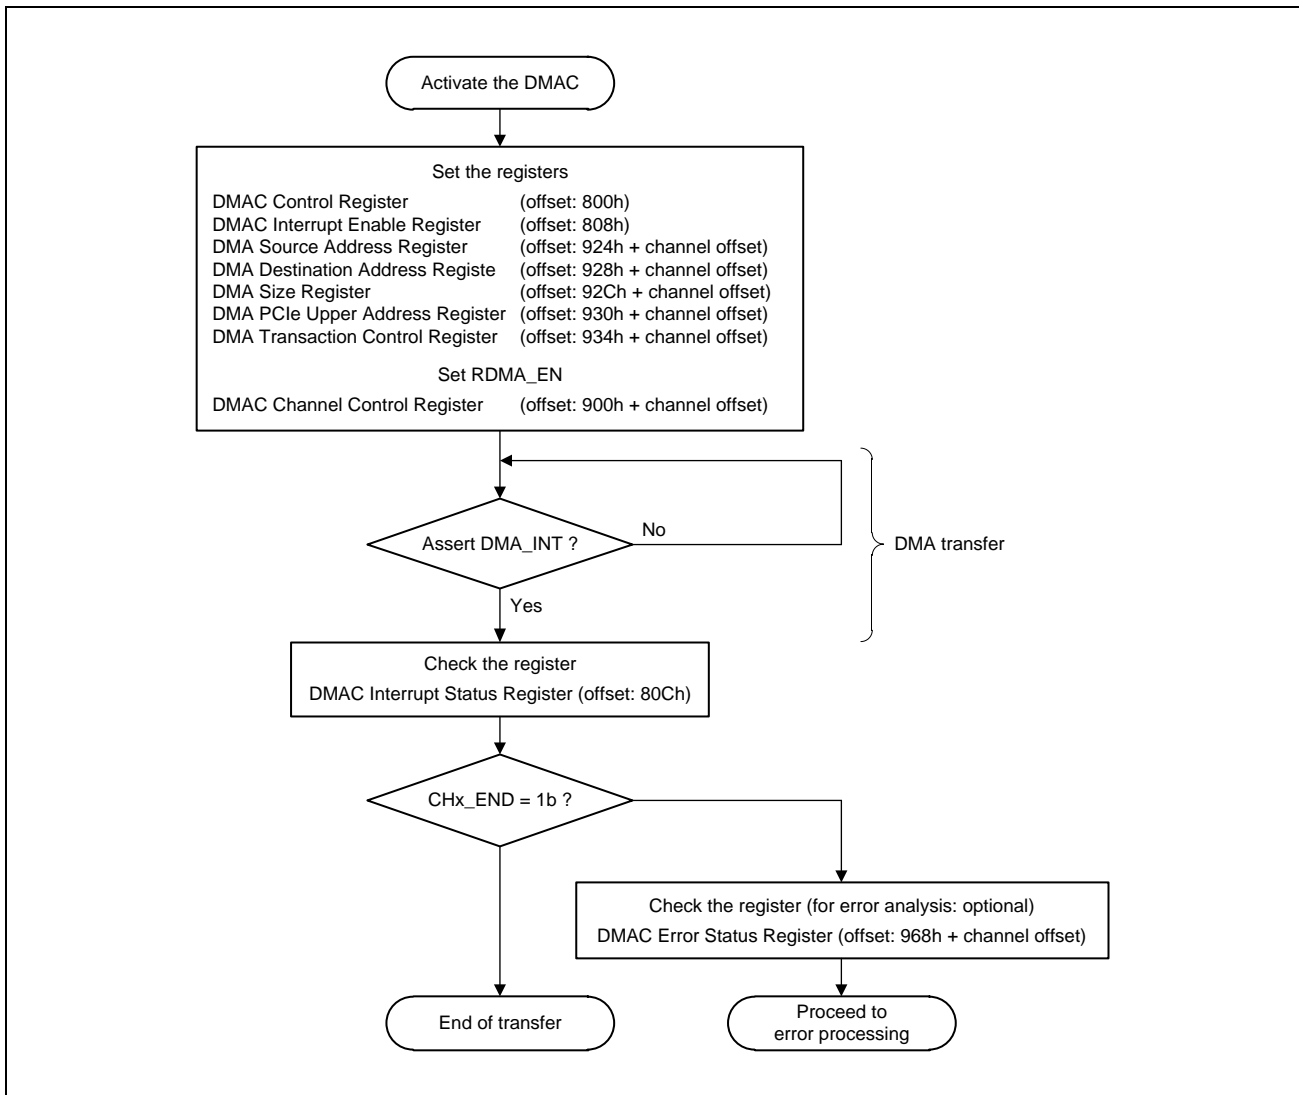 Activate the DMAC
Set the registers
DMAC Control Register (offset: 800h)
DMAC Interrupt Enable Register (offset: 808h)
DMA Source Address Register (offset: 924h + channel offset)
DMA Destination Address Registe (offset: 928h + channel offset)
DMA Size Register (offset: 92Ch + channel offset)
DMA PCIe Upper Address Register (offset: 930h + channel offset)
DMA Transaction Control Register (offset: 934h + channel offset)
Set RDMA_EN
DMAC Channel Control Register (offset: 900h + channel offset)
Assert DMA_INT ?
No
DMA transfer
Yes
Check the register
DMAC Interrupt Status Register (offset: 80Ch)
CHx_END = 1b ?
Check the register (for error analysis: optional)
DMAC Error Status Register (offset: 968h + channel offset)
End of transfer
Proceed to
error processing